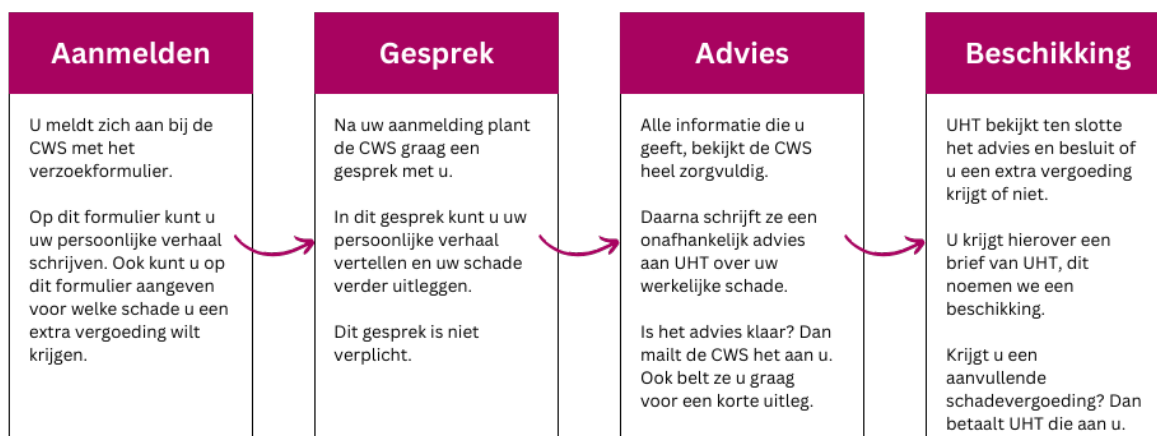 Aanmelden
U meldt zich aan bij de
CWS met het
verzoekformulier.
Op dit formulier kunt u
uw persoonlijke verhaal
schrijven. Ook kunt u op
dit formulier aangeven
voor welke schade u een
extra vergoeding wilt
krijgen.
Gesprek
Na uw aanmelding plant
de CWS graag een
gesprek met u.
In dit gesprek kunt u uw
persoonlijke verhaal
vertellen en uw schade
verder uitleggen.
Dit gesprek is niet
verplicht.
Advies
Alle informatie die u
geeft, bekijkt de CWS
heel zorgvuldig.
Daarna schrijft ze een
onafhankelijk advies
aan UHT over uw
werkelijke schade.
Is het advies klaar? Dan
mailt de CWS het aan u.
Ook belt ze u graag
voor een korte uitleg.
Beschikking
UHT bekijkt ten slotte
het advies en besluit of
u een extra vergoeding
krijgt of niet.
U krijgt hierover een
brief van UHT, dit
noemen we een
beschikking.
Krijgt u een
aanvullende
schadevergoeding? Dan
betaalt UHT die aan u.